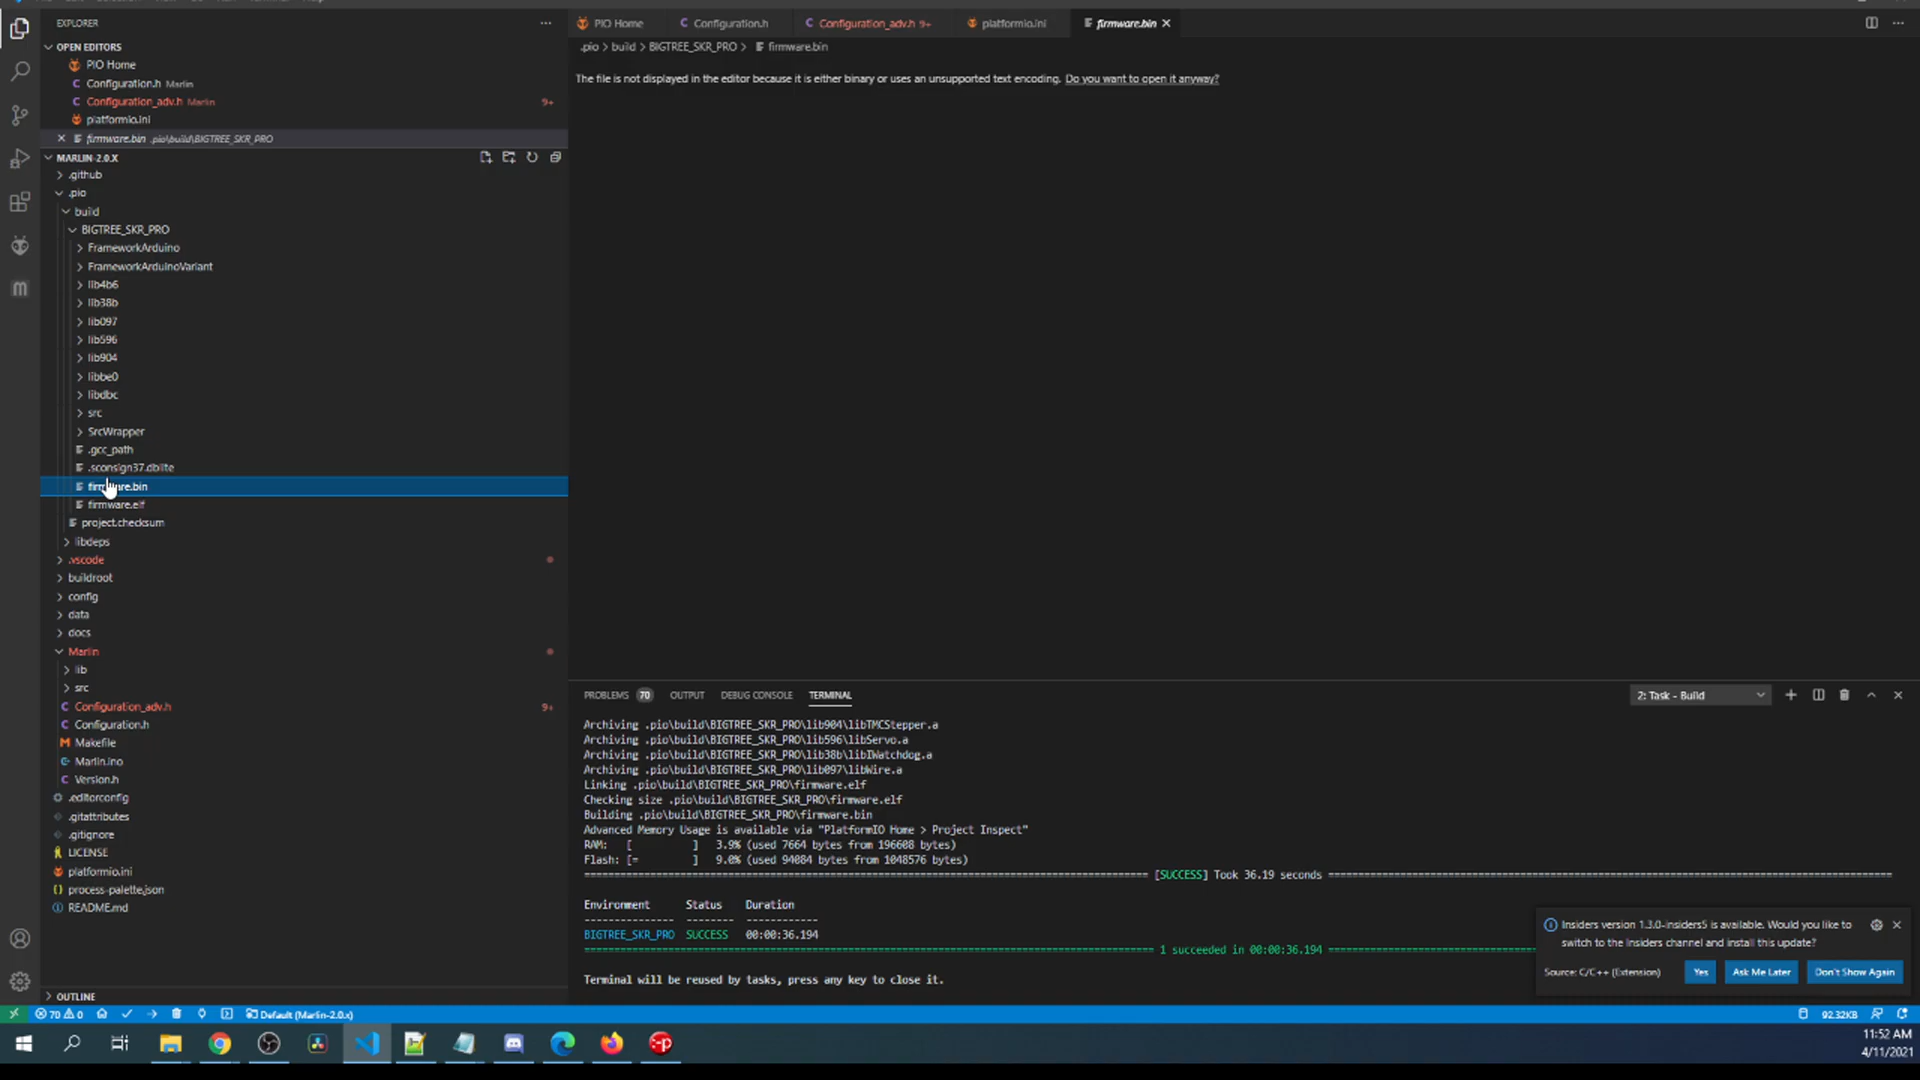 EXPLORER
OPEN EDITORS
PIO Home
Configuration.h Marlin
Configuration_adv.h Marlin 9+
platformio.ini
firmware.bin .pio\build\BIGTREE_SKR_PRO
MARLIN-2.0.X
.github
.pio
build
BIGTREE_SKR_PRO
FrameworkArduino
FrameworkArduinoVariant
lib4b6
lib38b
lib097
lib596
lib904
libbe0
libdbc
src
SrcWrapper
.gcc_path
.sconsign37.dblite
firmware.bin
firmware.elf
project.checksum
libdeps
.vscode
buildroot
config
data
docs
Marlin
lib
src
Configuration_adv.h 9+
Configuration.h
Makefile
Marlin.ino
Version.h
.editorconfig
.gitattributes
.gitignore
LICENSE
platformio.ini
process-palette.json
README.md
OUTLINE
PIO Home Configuration.h Configuration_adv.h 9+ platformio.ini firmware.bin
.pio > build > BIGTREE_SKR_PRO > firmware.bin
The file is not displayed in the editor because it is either binary or uses an unsupported text encoding. Do you want to open it anyway?
PROBLEMS 70 OUTPUT DEBUG CONSOLE TERMINAL 2: Task - Build
Archiving .pio\build\BIGTREE_SKR_PRO\lib904\libTMCStepper.a
Archiving .pio\build\BIGTREE_SKR_PRO\lib596\libServo.a
Archiving .pio\build\BIGTREE_SKR_PRO\lib38b\libIWatchdog.a
Archiving .pio\build\BIGTREE_SKR_PRO\lib097\libWire.a
Linking .pio\build\BIGTREE_SKR_PRO\firmware.elf
Checking size .pio\build\BIGTREE_SKR_PRO\firmware.elf
Building .pio\build\BIGTREE_SKR_PRO\firmware.bin
Advanced Memory Usage is available via "PlatformIO Home > Project Inspect"
RAM: [ ] 3.9% (used 7664 bytes from 196608 bytes)
Flash: [= ] 9.0% (used 94084 bytes from 1048576 bytes)
[SUCCESS] Took 36.19 seconds
Environment Status Duration
BIGTREE_SKR_PRO SUCCESS 00:00:36.194
1 succeeded in 00:00:36.194
Terminal will be reused by tasks, press any key to close it.
Insiders version 1.3.0-insiders5 is available. Would you like to
switch to the Insiders channel and install this update?
Source: C/C++ (Extension) Yes Ask Me Later Don't Show Again
70 0 Default (Marlin-2.0.x) 92.32KB
11:52 AM
4/11/2021